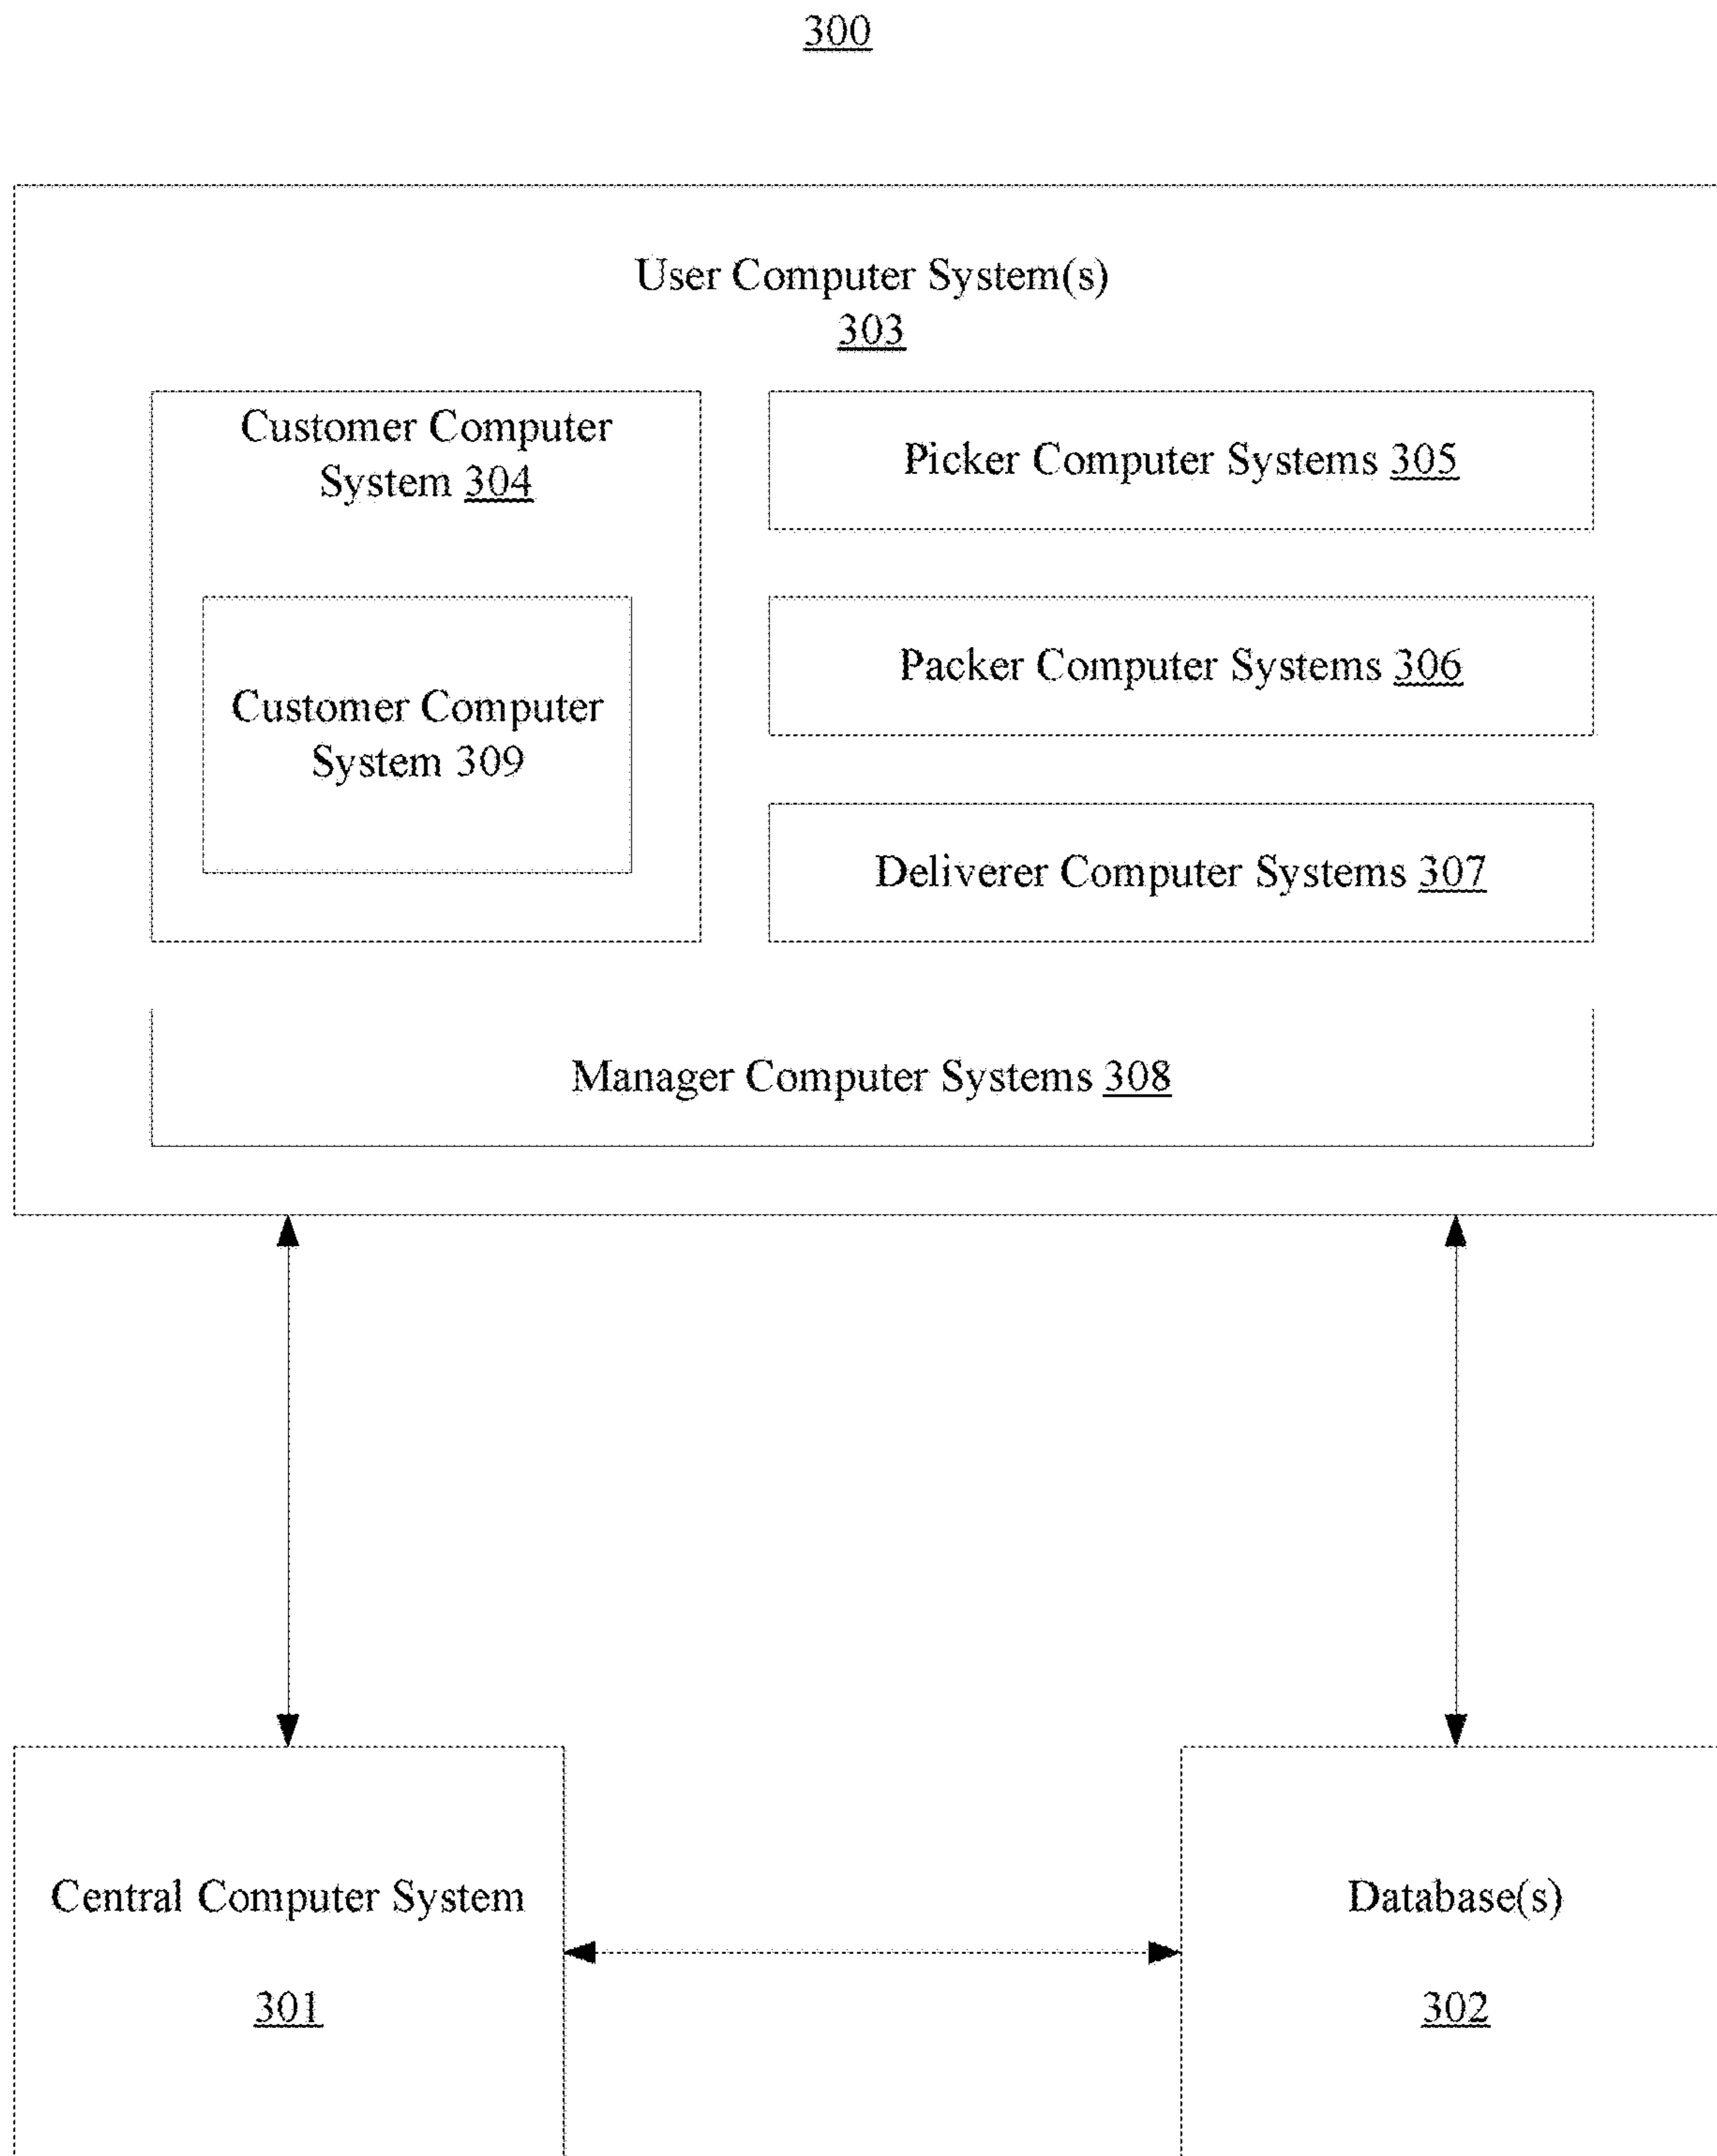 300
User Computer System(s)
303
Customer Computer
System 304
Customer Computer
System 309
Picker Computer Systems 305
Packer Computer Systems 306
Deliverer Computer Systems 307
Manager Computer Systems 308
Central Computer System
301
Database(s)
302